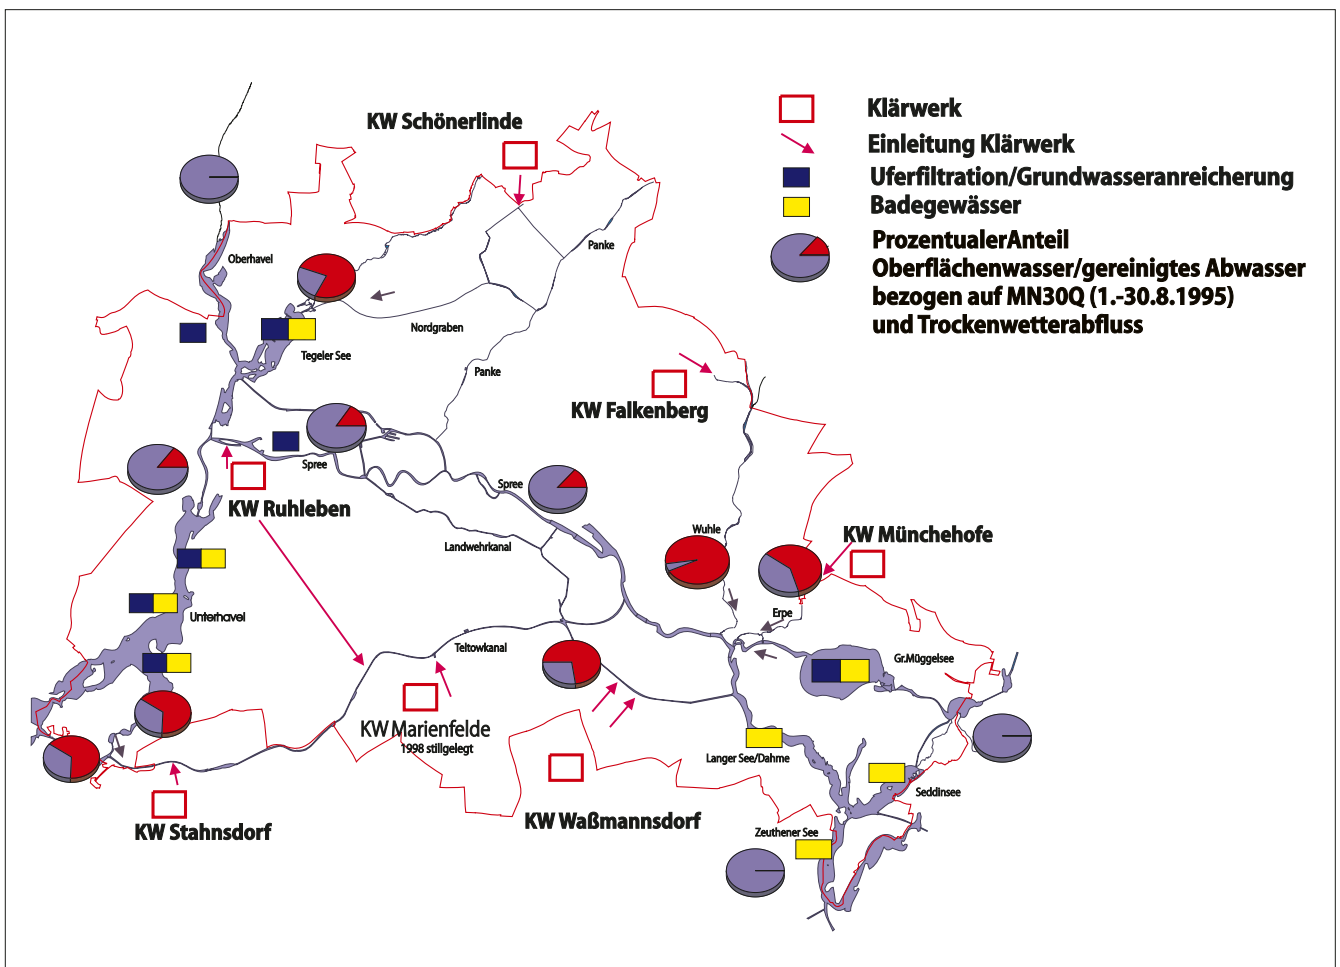 KW Schönerlinde
Klärwerk
Einleitung Klärwerk
Uferfiltration/Grundwasseranreicherung
Badegewässer
ProzentualerAnteil
Oberflächenwasser/gereinigtes Abwasser
bezogen auf MN30Q (1.-30.8.1995)
und Trockenwetterabfluss
Panke
Oberhavel
Nordgraben
Tegeler See
Panke
KW Falkenberg
Spree
Spree
KW Ruhleben
Wuhle
KW Münchehofe
Landwehrkanal
Unterhavel
Erpe
Teltowkanal
Gr.Müggelsee
KW Marienfelde
1998 stillgelegt
Langer See/Dahme
Seddinsee
KW Stahnsdorf
KW Waßmannsdorf
Zeuthener See